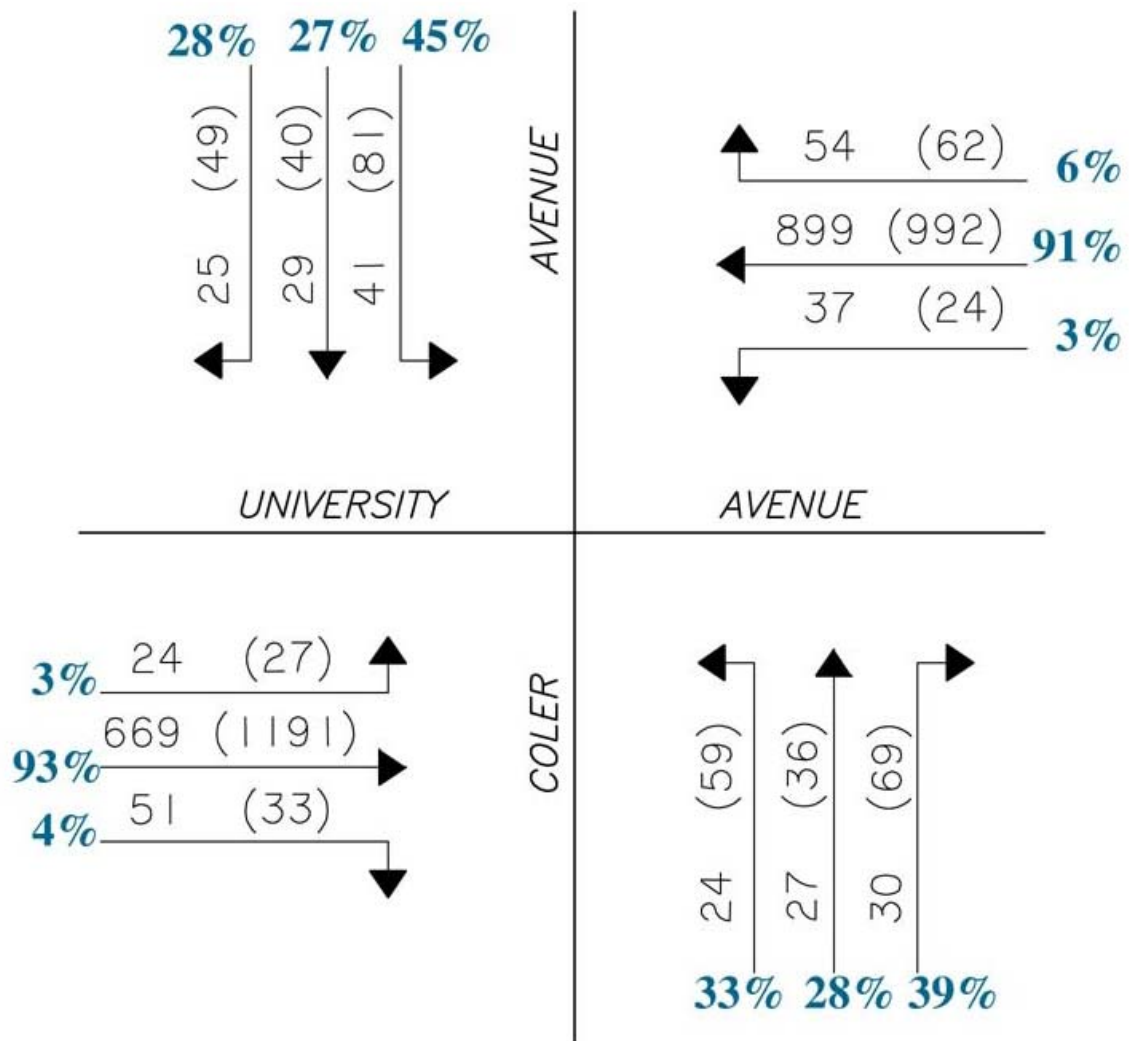 28% 27% 45%
25 (49)
29 (40)
41 (81)
AVENUE
54 (62) 6%
899 (992) 91%
37 (24) 3%
UNIVERSITY AVENUE
3% 24 (27)
93% 669 (1191)
4% 51 (33)
COLER
24 (59)
27 (36)
30 (69)
33% 28% 39%